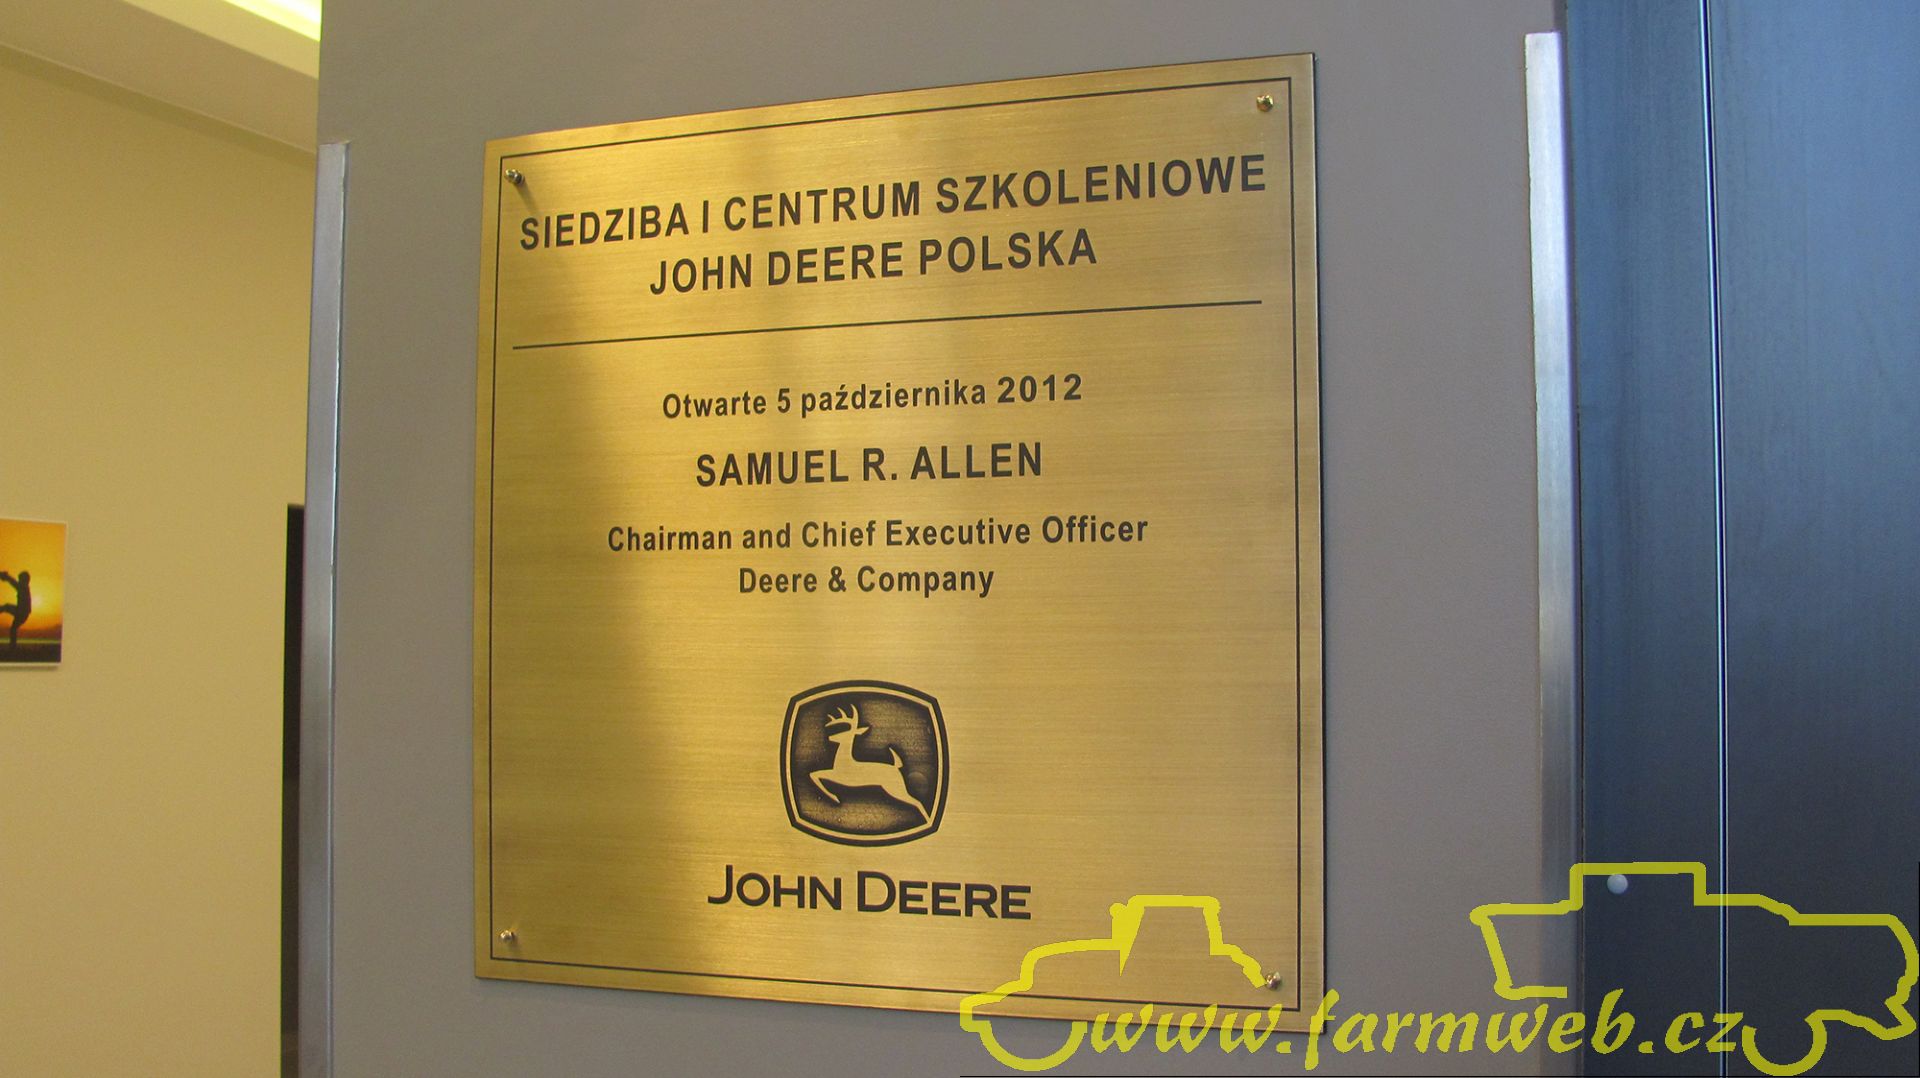 SIEDZIBA I CENTRUM SZKOLENIOWE
JOHN DEERE POLSKA
Otwarte 5 października 2012
SAMUEL R. ALLEN
Chairman and Chief Executive Officer
Deere & Company
JOHN DEERE
www.farmweb.cz